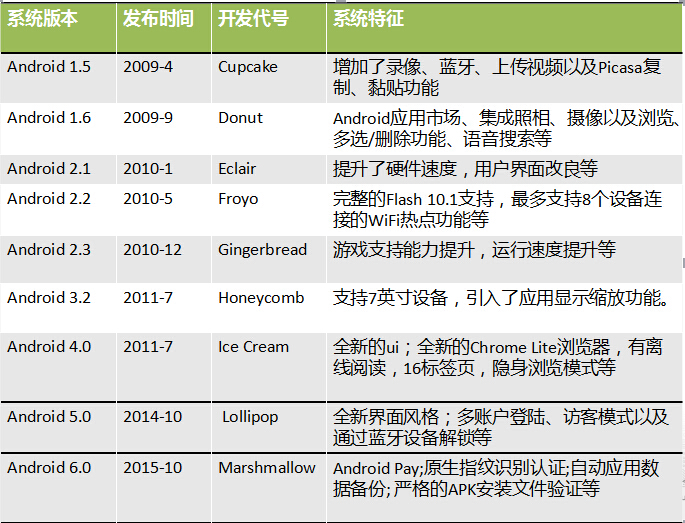 系统版本 发布时间 开发代号 系统特征
Android 1.5 2009-4 Cupcake 增加了录像、蓝牙、上传视频以及Picasa复
制、黏贴功能
Android 1.6 2009-9 Donut Android应用市场、集成照相、摄像以及浏览、
多选/删除功能、语音搜索等
Android 2.1 2010-1 Eclair 提升了硬件速度，用户界面改良等
Android 2.2 2010-5 Froyo 完整的Flash 10.1支持，最多支持8个设备连
接的WiFi热点功能等
Android 2.3 2010-12 Gingerbread 游戏支持能力提升，运行速度提升等
Android 3.2 2011-7 Honeycomb 支持7英寸设备，引入了应用显示缩放功能。
Android 4.0 2011-7 Ice Cream 全新的ui；全新的Chrome Lite浏览器，有离
线阅读，16标签页，隐身浏览模式等
Android 5.0 2014-10 Lollipop 全新界面风格；多账户登陆、访客模式以及
通过蓝牙设备解锁等
Android 6.0 2015-10 Marshmallow Android Pay;原生指纹识别认证;自动应用数
据备份; 严格的APK安装文件验证等